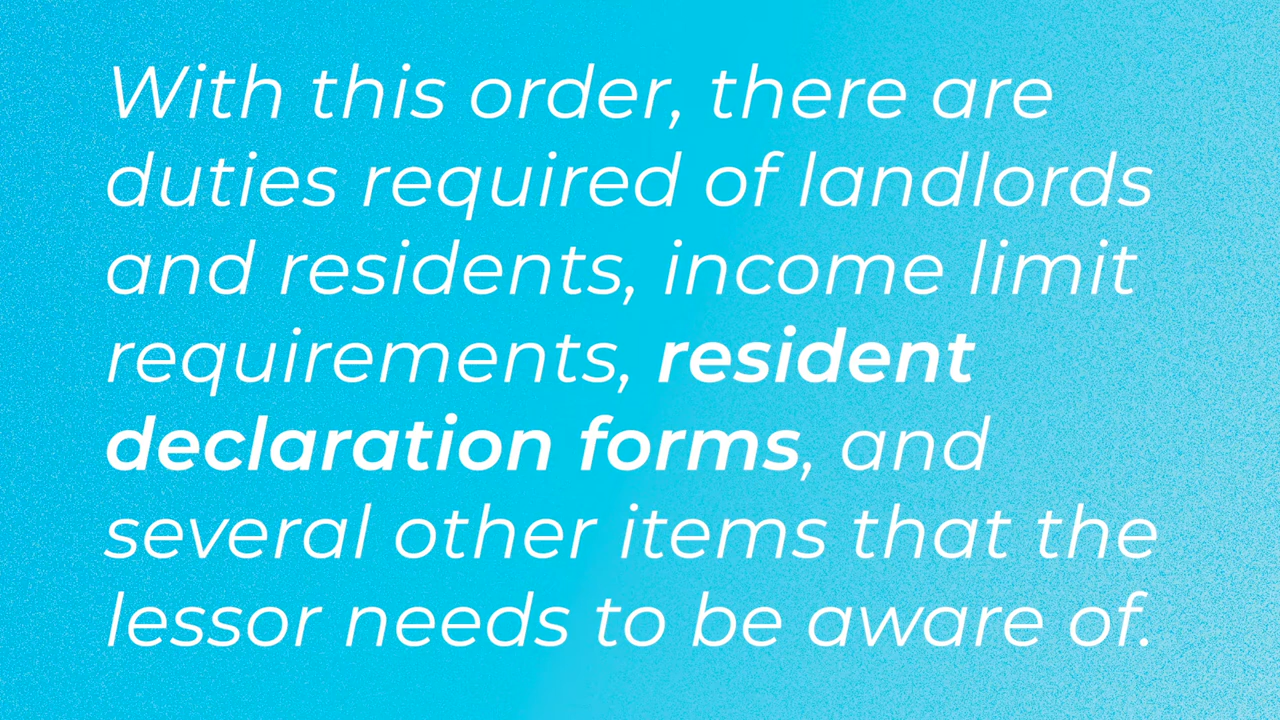 With this order, there are
duties required of landlords
and residents, income limit
requirements, resident
declaration forms, and
several other items that the
lessor needs to be aware of.